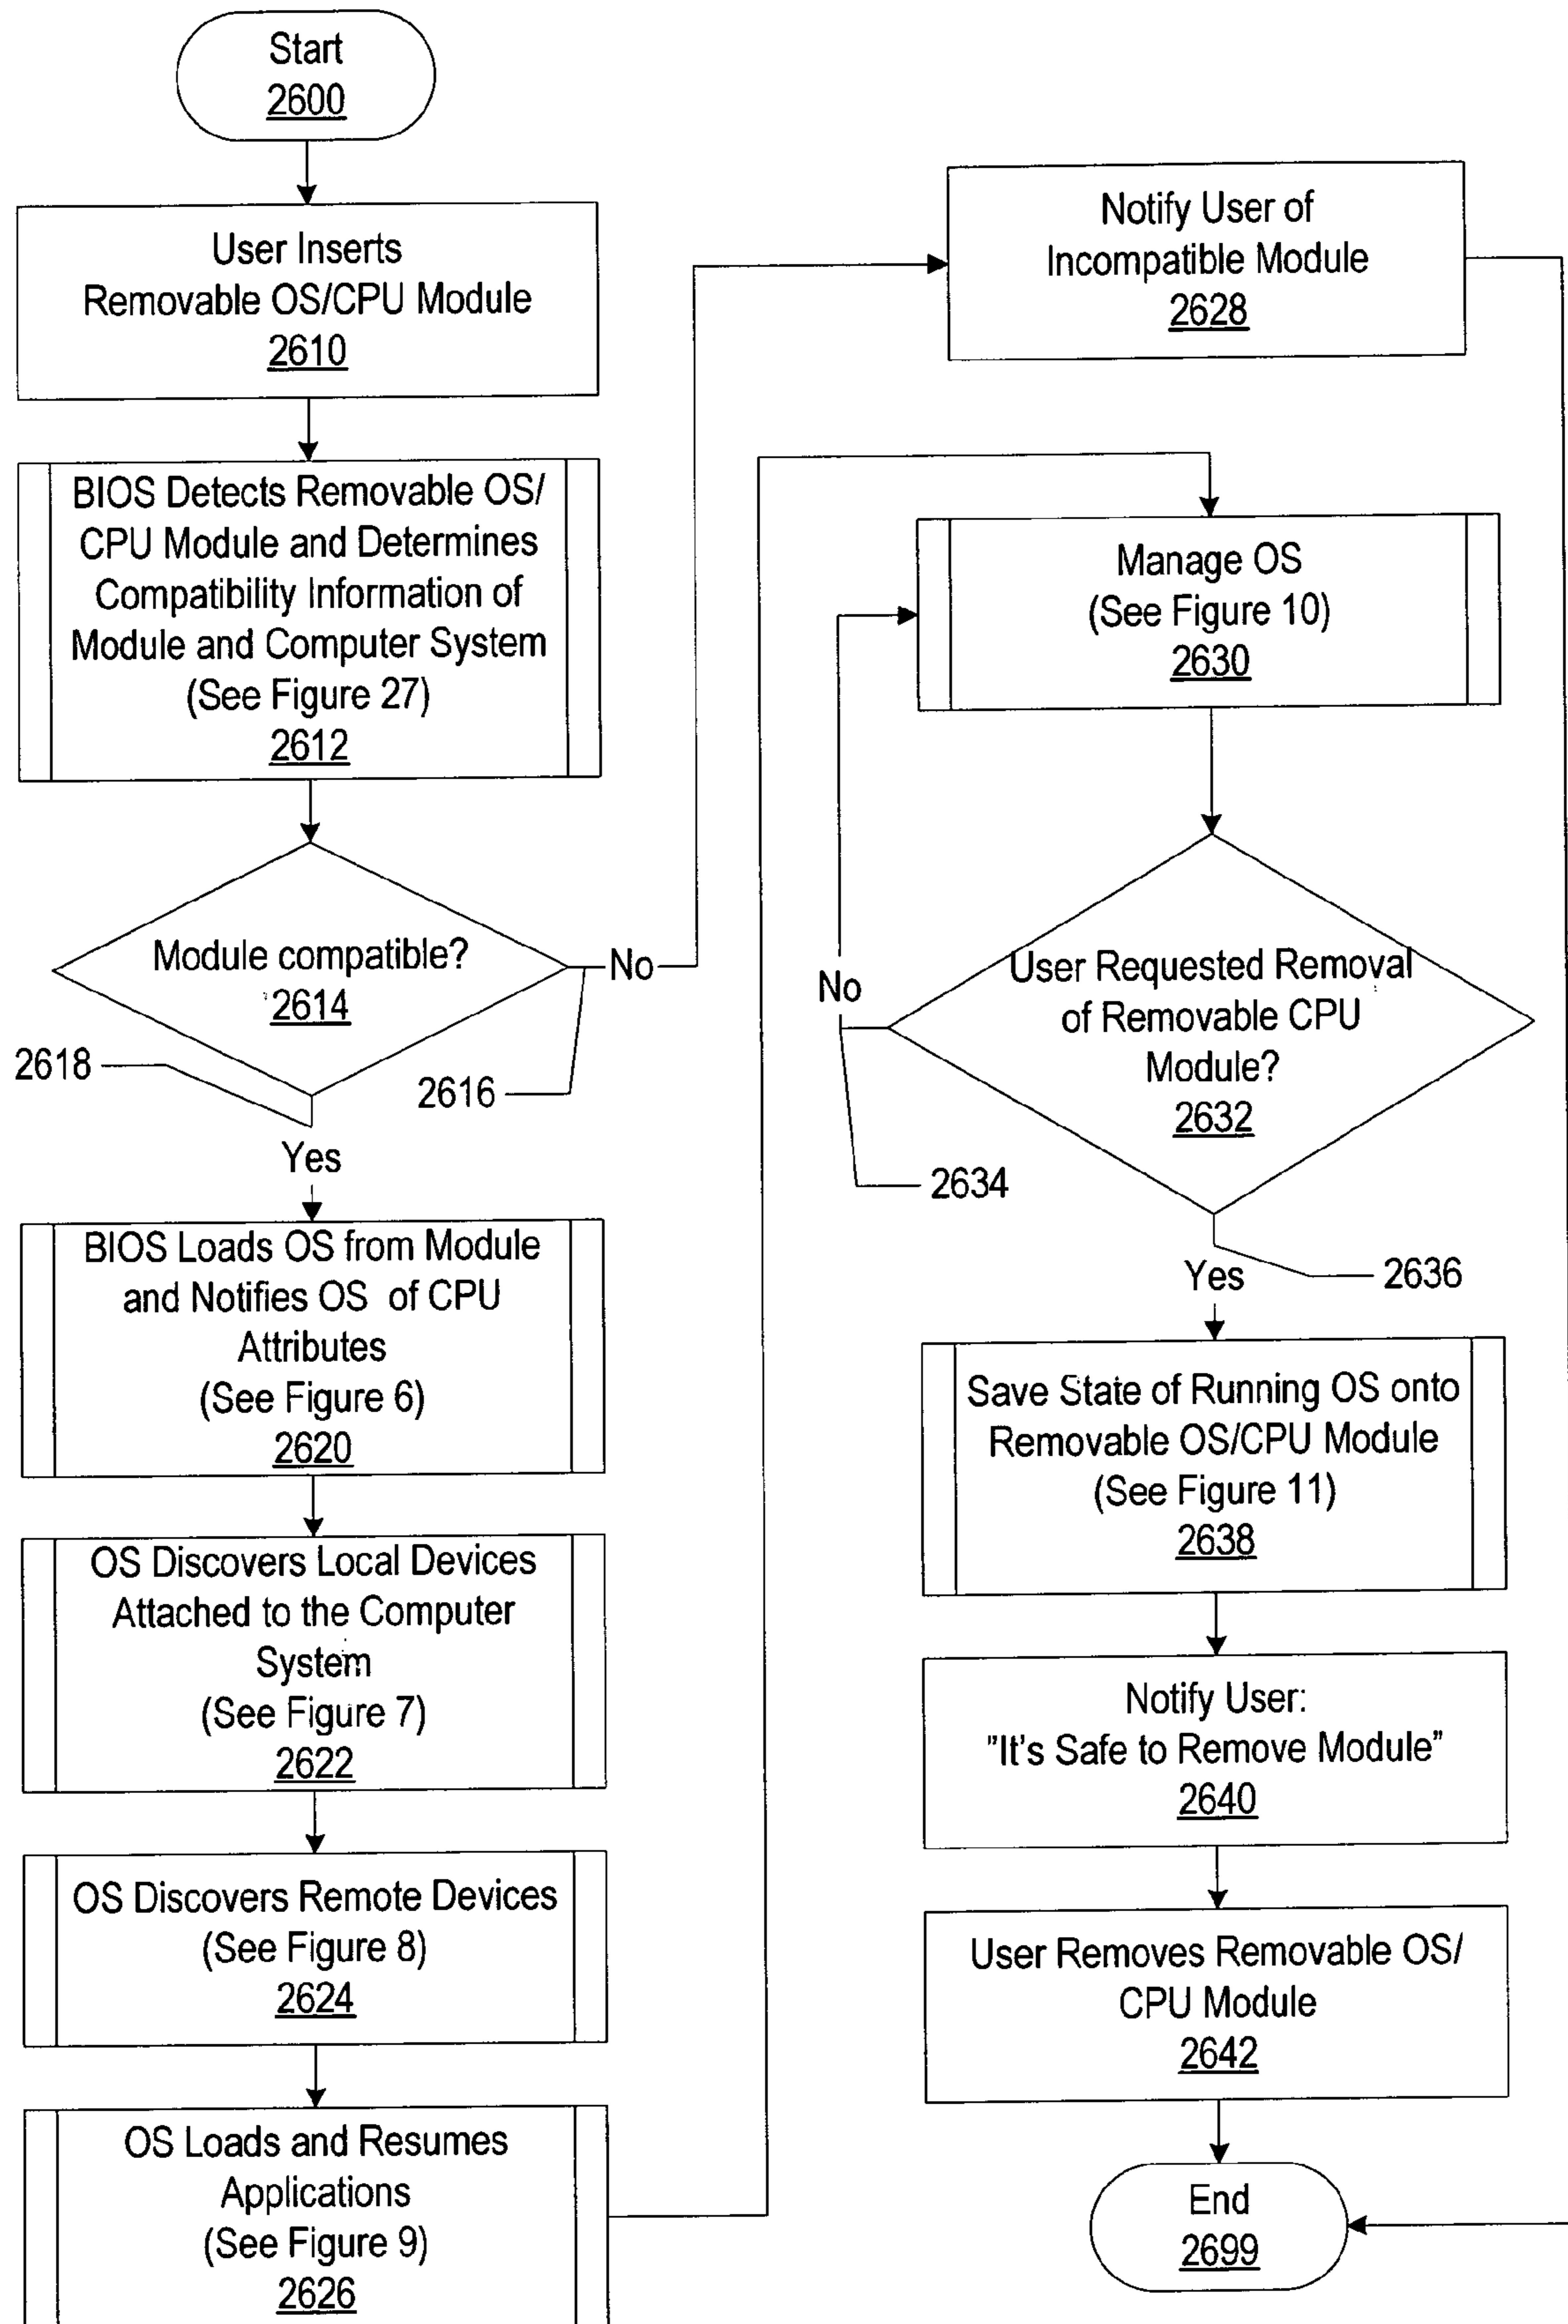 Start
2600
User Inserts
Removable OS/CPU Module
2610
BIOS Detects Removable OS/
CPU Module and Determines
Compatibility Information of
Module and Computer System
(See Figure 27)
2612
Module compatible?
2614
No
2616
2618
Yes
BIOS Loads OS from Module
and Notifies OS of CPU
Attributes
(See Figure 6)
2620
OS Discovers Local Devices
Attached to the Computer
System
(See Figure 7)
2622
OS Discovers Remote Devices
(See Figure 8)
2624
OS Loads and Resumes
Applications
(See Figure 9)
2626
Notify User of
Incompatible Module
2628
Manage OS
(See Figure 10)
2630
User Requested Removal
of Removable CPU
Module?
2632
No
2634
Yes
2636
Save State of Running OS onto
Removable OS/CPU Module
(See Figure 11)
2638
Notify User:
"It's Safe to Remove Module"
2640
User Removes Removable OS/
CPU Module
2642
End
2699